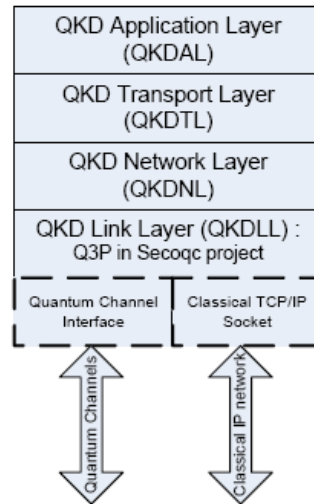 QKD Application Layer
(QKDAL)
QKD Transport Layer
(QKDTL)
QKD Network Layer
(QKDNL)
QKD Link Layer (QKDLL) :
Q3P in Secoqc project
Quantum Channel
Interface
Classical TCP/IP
Socket
Quantum Channels
Classical IP network